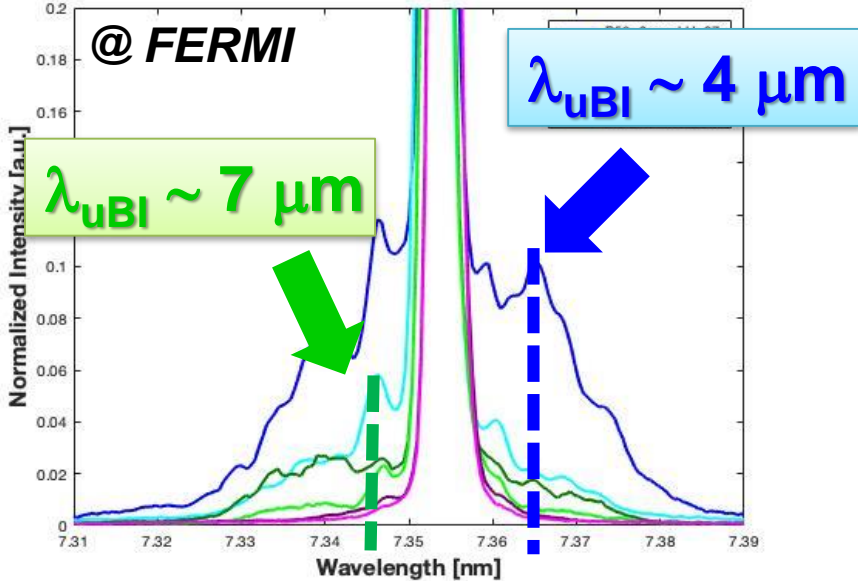 @ FERMI
λuBI ~ 4 μm
λuBI ~ 7 μm
Normalized Intensity [a.u.]
0.2
0.18
0.16
0.1
0.08
0.06
0.04
0.02
0
7.31 7.32 7.33 7.34 7.35 7.36 7.37 7.38 7.39
Wavelength [nm]